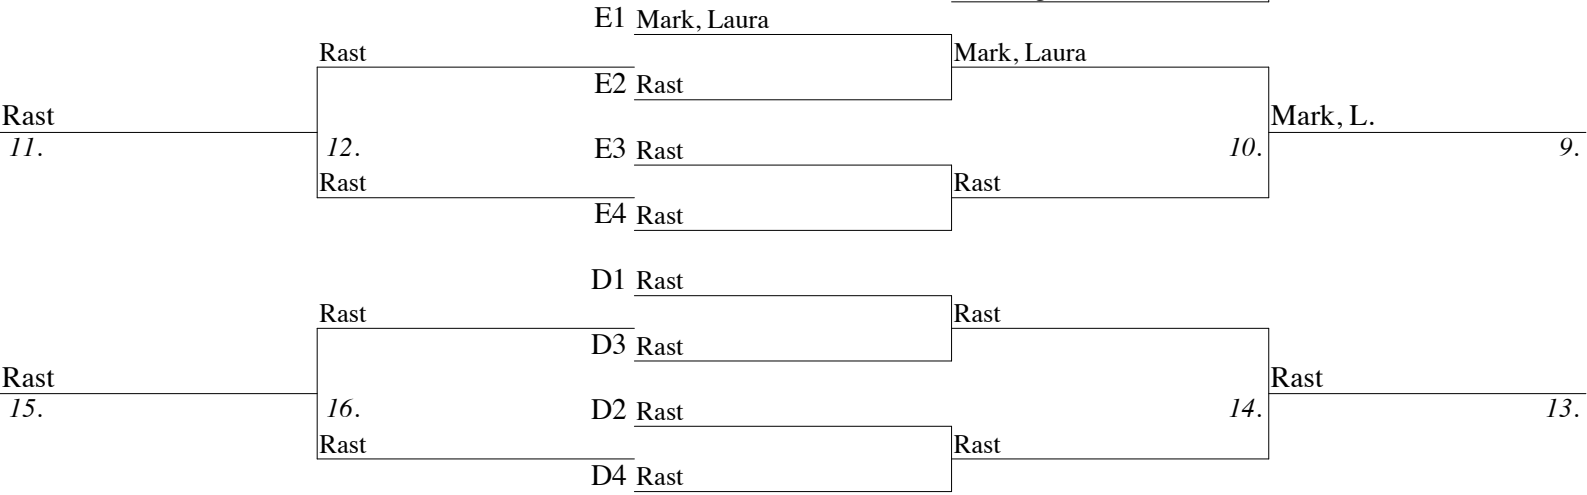 E1 Mark, Laura
Rast
Mark, Laura
E2 Rast
Rast
Mark, L.
11.
12.
E3 Rast
10.
9.
Rast
Rast
E4 Rast
D1 Rast
Rast
Rast
D3 Rast
Rast
Rast
15.
16.
D2 Rast
14.
13.
Rast
Rast
D4 Rast